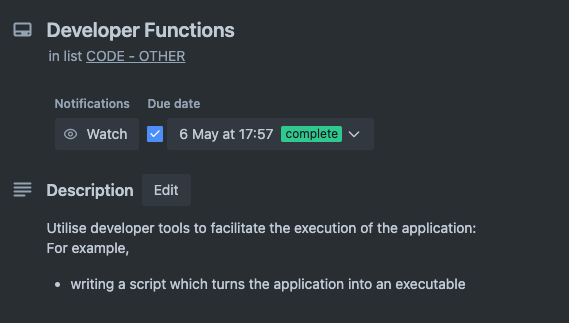 Developer Functions
in list CODE - OTHER
Notifications Due date
Watch 6 May at 17:57 complete
Description Edit
Utilise developer tools to facilitate the execution of the application:
For example,
• writing a script which turns the application into an executable